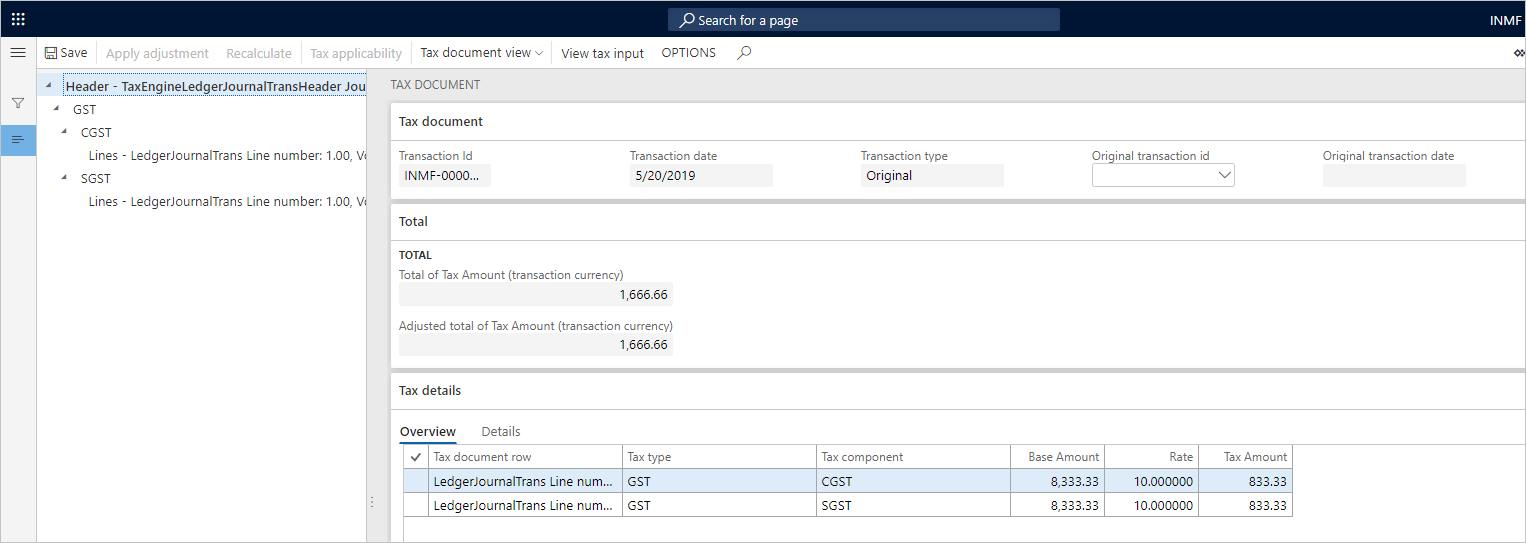 Search for a page
INMF
Save Apply adjustment Recalculate Tax applicability Tax document view View tax input OPTIONS
Header - TaxEngineLedgerJournalTransHeader Jou
GST
CGST
Lines - LedgerJournalTrans Line number: 1.00, Vo
SGST
Lines - LedgerJournalTrans Line number: 1.00, Vo
TAX DOCUMENT
Tax document
Transaction Id Transaction date Transaction type Original transaction id Original transaction date
INMF-0000... 5/20/2019 Original
Total
TOTAL
Total of Tax Amount (transaction currency)
1,666.66
Adjusted total of Tax Amount (transaction currency)
1,666.66
Tax details
Overview Details
Tax document row Tax type Tax component Base Amount Rate Tax Amount
LedgerJournalTrans Line num... GST CGST 8,333.33 10.000000 833.33
LedgerJournalTrans Line num... GST SGST 8,333.33 10.000000 833.33